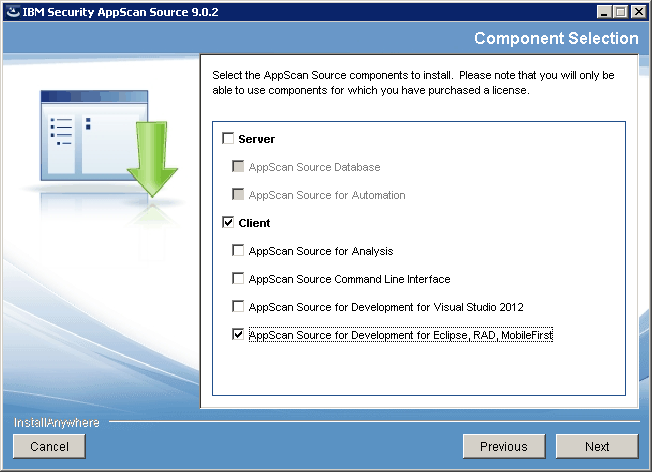 IBM Security AppScan Source 9.0.2
Component Selection
Select the AppScan Source components to install. Please note that you will only be
able to use components for which you have purchased a license.
Server
AppScan Source Database
AppScan Source for Automation
Client
AppScan Source for Analysis
AppScan Source Command Line Interface
AppScan Source for Development for Visual Studio 2012
AppScan Source for Development for Eclipse, RAD, MobileFirst
InstallAnywhere
Cancel
Previous
Next